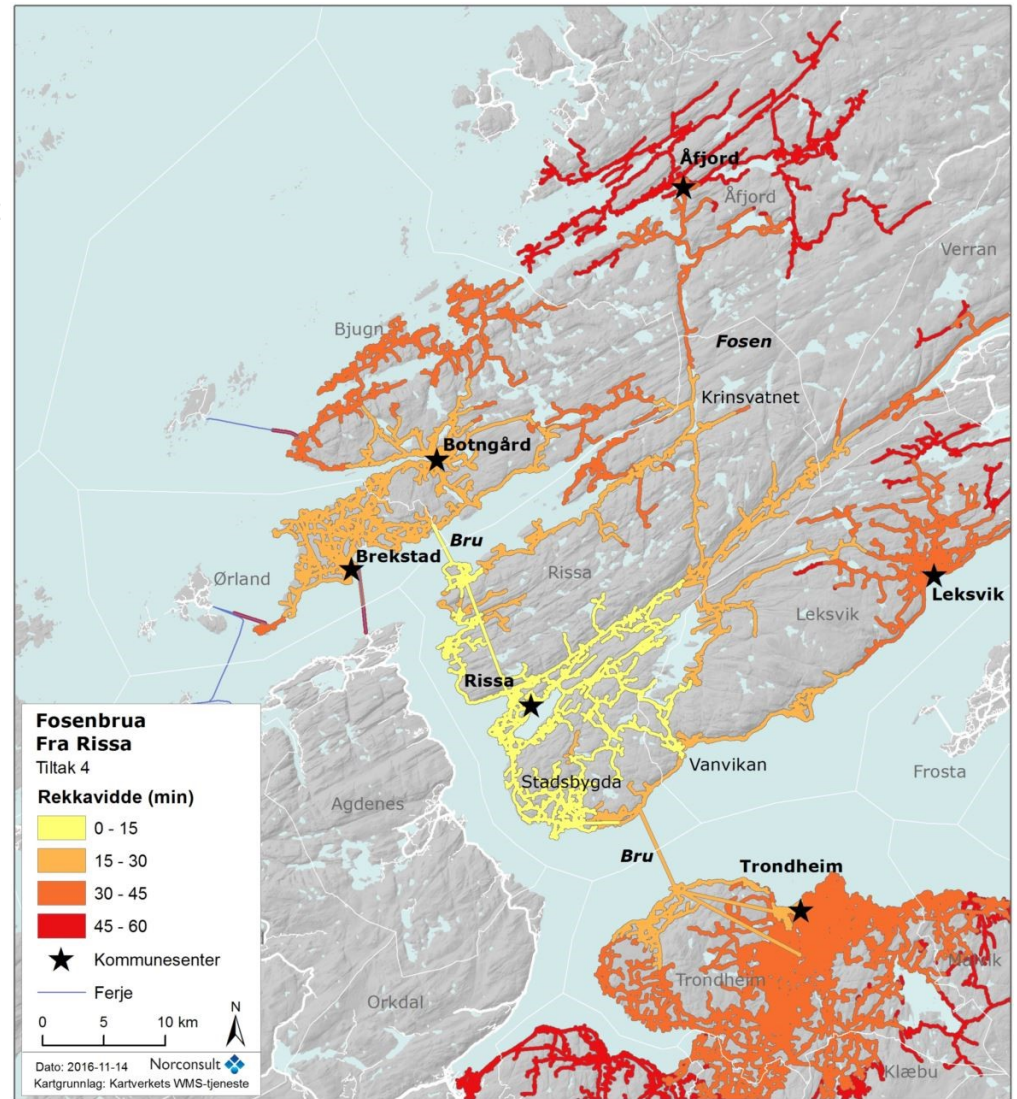 Åfjord
Åfjord
Verran
Bjugn
Fosen
Krinsvatnet
Botngård
Bru
Brekstad
Ørland
Rissa
Leksvik
Leksvik
Rissa
Vanvikan
Stadsbygda
Frosta
Agdenes
Bru
Trondheim
Trondheim
Orkdal
Klæbu
Fosenbrua
Fra Rissa
Tiltak 4
Rekkavidde (min)
0 - 15
15 - 30
30 - 45
45 - 60
Kommunesenter
Ferje
N
0 5 10 km
Dato: 2016-11-14 Norconsult
Kartgrunnlag: Kartverkets WMS-tjeneste